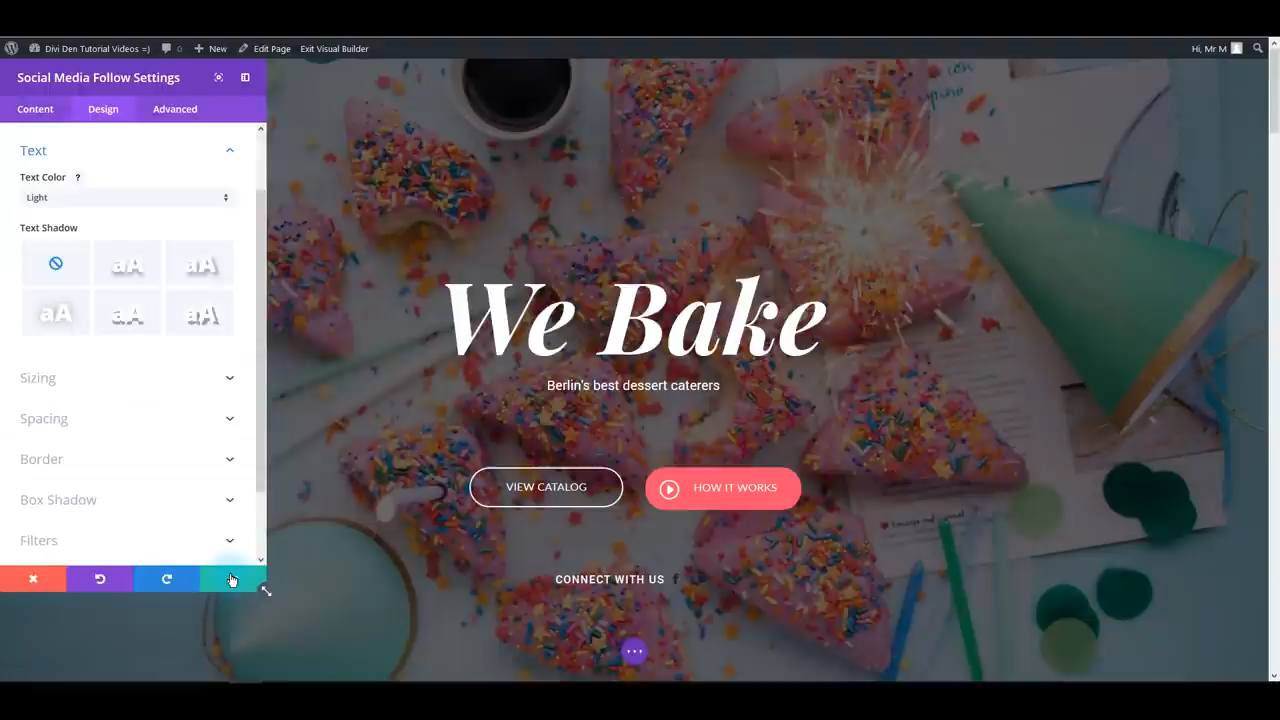 Divi Den Tutorial Videos =)
0
New
Edit Page
Exit Visual Builder
Hi, Mr M
Social Media Follow Settings
Content
Design
Advanced
Text
Text Color ?
Light
Text Shadow
aA
aA
aA
aA
aA
Sizing
Spacing
Border
Box Shadow
Filters
We Bake
Berlin's best dessert caterers
VIEW CATALOG
HOW IT WORKS
CONNECT WITH US